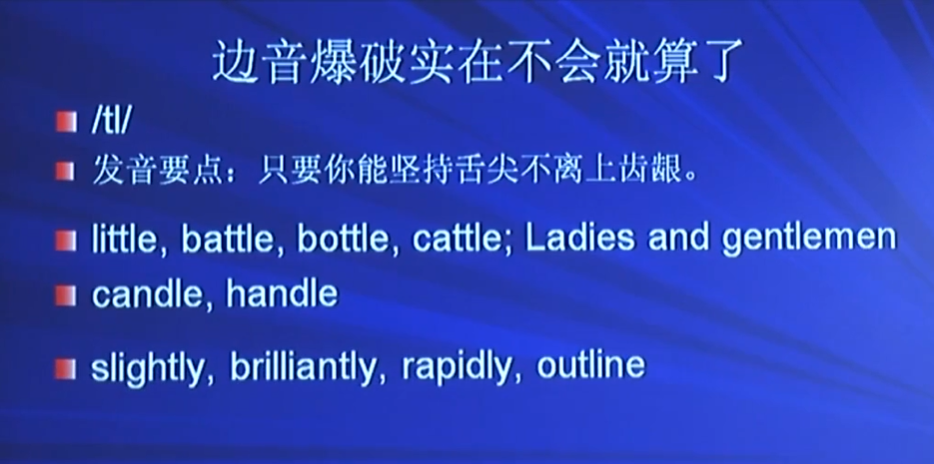 边音爆破实在不会就算了
/tl/
发音要点：只要你能坚持舌尖不离上齿龈。
little, battle, bottle, cattle; Ladies and gentlemen
candle, handle
slightly, brilliantly, rapidly, outline